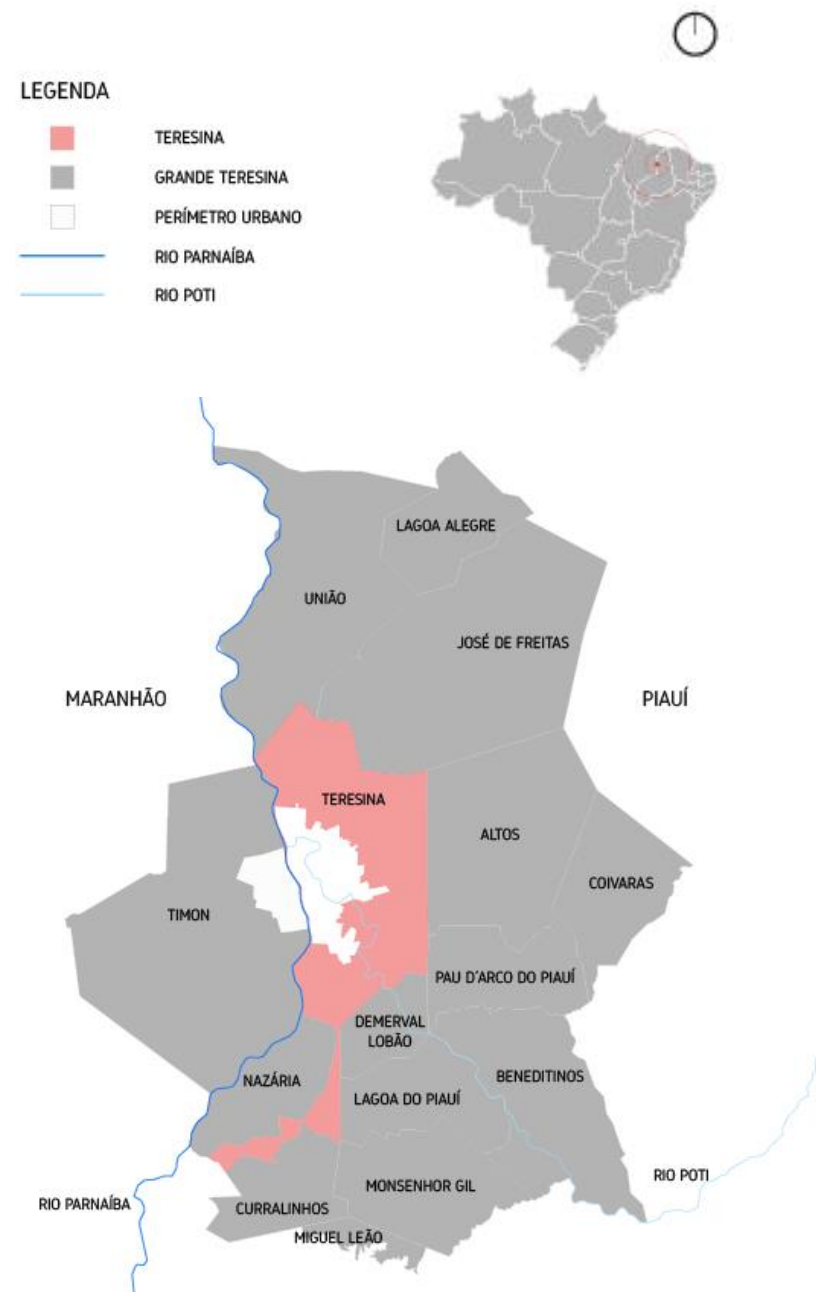 LEGENDA
TERESINA
GRANDE TERESINA
PERÍMETRO URBANO
RIO PARNAÍBA
RIO POTI
LAGOA ALEGRE
UNIÃO
JOSÉ DE FREITAS
MARANHÃO
PIAUÍ
TERESINA
ALTOS
COIVARAS
TIMON
PAU D'ARCO DO PIAUÍ
DEMERVAL
LOBÃO
NAZÁRIA
BENEDITINOS
LAGOA DO PIAUÍ
RIO POTI
MONSENHOR GIL
RIO PARNAÍBA
CURRALINHOS
MIGUEL LEÃO